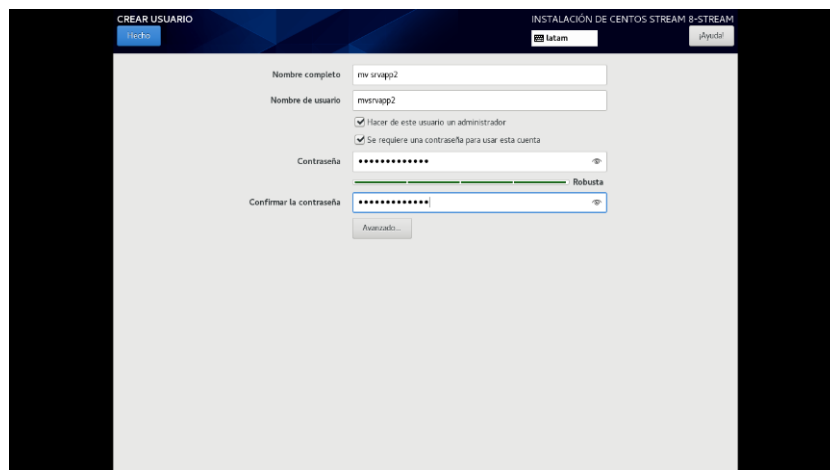 CREAR USUARIO
INSTALACIÓN DE CENTOS STREAM 8-STREAM
Hecho
latam
¡Ayuda!
Nombre completo
mv srvapp2
Nombre de usuario
mvsrvapp2
Hacer de este usuario un administrador
Se requiere una contraseña para usar esta cuenta
Contraseña
•••••••••••••
Robusta
Confirmar la contraseña
•••••••••••••
Avanzado...